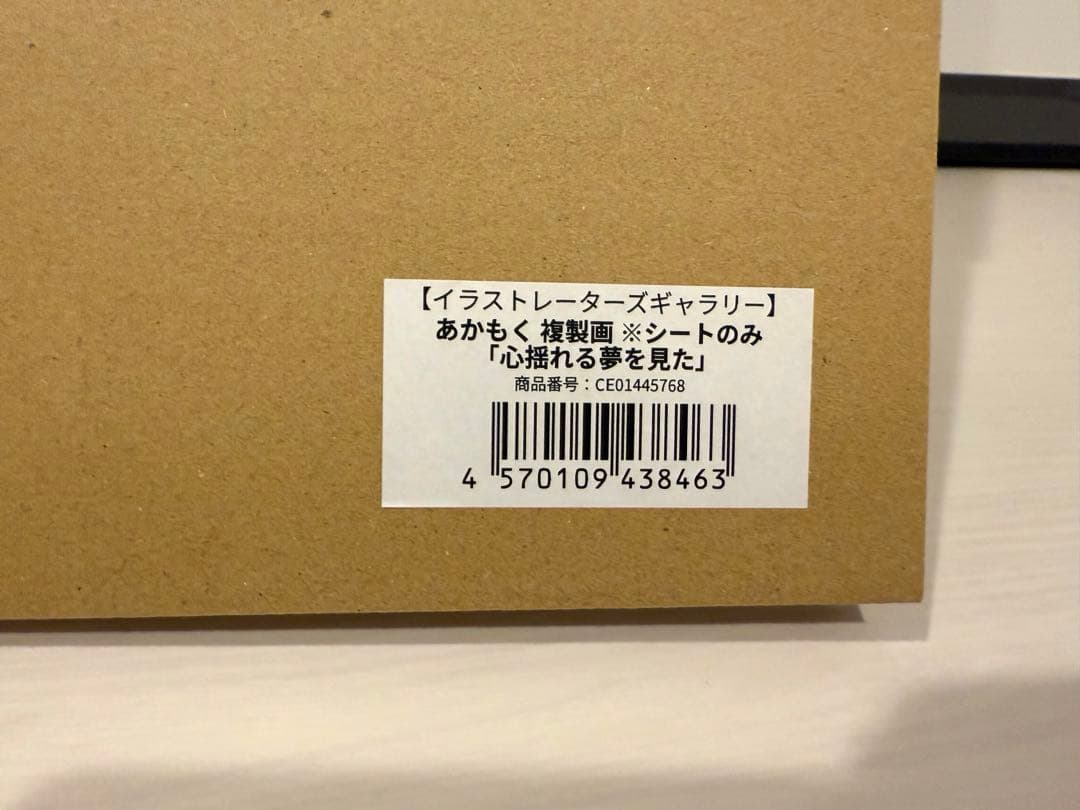 【イラストレーターズギャラリー】
あかもく 複製画 ※シートのみ
「心揺れる夢を見た」
商品番号：CE01445768
4 570109 438463